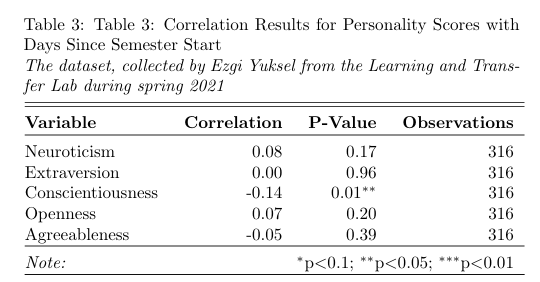 Table 3: Table 3: Correlation Results for Personality Scores with
Days Since Semester Start
The dataset, collected by Ezgi Yuksel from the Learning and Trans-
fer Lab during spring 2021
Variable Correlation P-Value Observations
Neuroticism 0.08 0.17 316
Extraversion 0.00 0.96 316
Conscientiousness -0.14 0.01** 316
Openness 0.07 0.20 316
Agreeableness -0.05 0.39 316
Note: *p<0.1; **p<0.05; ***p<0.01